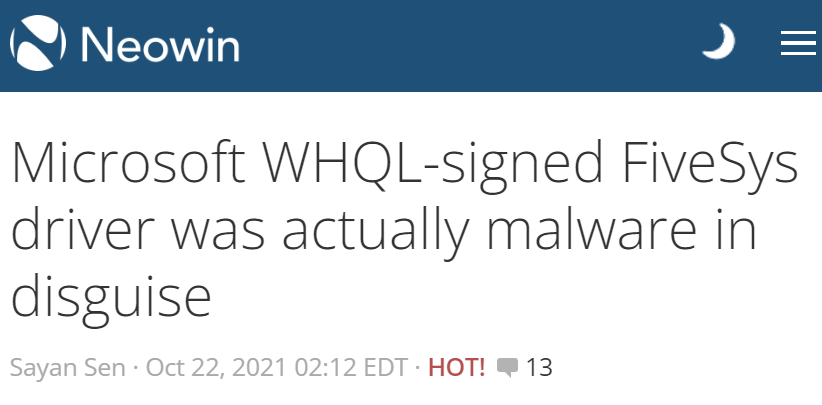 Neowin
Microsoft WHQL-signed FiveSys
driver was actually malware in
disguise
Sayan Sen · Oct 22, 2021 02:12 EDT · HOT! 13